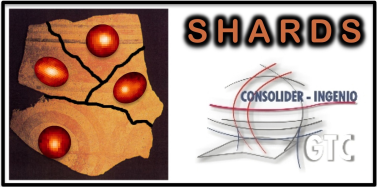 SHARDS
CONSOLIDER - INGENIO
GTC